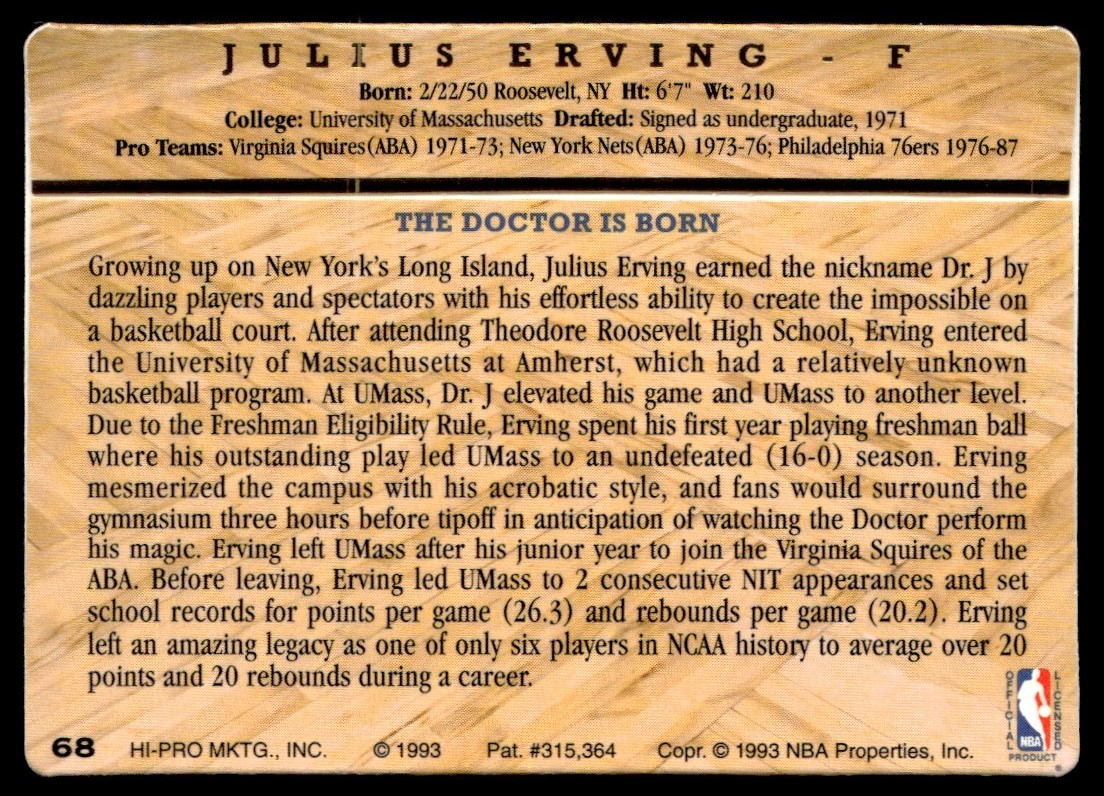 JULIUS ERVING - F
Born: 2/22/50 Roosevelt, NY Ht: 6'7" Wt: 210
College: University of Massachusetts Drafted: Signed as undergraduate, 1971
Pro Teams: Virginia Squires(ABA) 1971-73; New York Nets(ABA) 1973-76; Philadelphia 76ers 1976-87
THE DOCTOR IS BORN
Growing up on New York's Long Island, Julius Erving earned the nickname Dr. J by
dazzling players and spectators with his effortless ability to create the impossible on
a basketball court. After attending Theodore Roosevelt High School, Erving entered
the University of Massachusetts at Amherst, which had a relatively unknown
basketball program. At UMass, Dr. J elevated his game and UMass to another level.
Due to the Freshman Eligibility Rule, Erving spent his first year playing freshman ball
where his outstanding play led UMass to an undefeated (16-0) season. Erving
mesmerized the campus with his acrobatic style, and fans would surround the
gymnasium three hours before tipoff in anticipation of watching the Doctor perform
his magic. Erving left UMass after his junior year to join the Virginia Squires of the
ABA. Before leaving, Erving led UMass to 2 consecutive NIT appearances and set
school records for points per game (26.3) and rebounds per game (20.2). Erving
left an amazing legacy as one of only six players in NCAA history to average over 20
points and 20 rebounds during a career.
OFFICIAL LICENSED
NBA
PRODUCT
68 HI-PRO MKTG., INC. © 1993 Pat. #315,364 Copr. © 1993 NBA Properties, Inc.